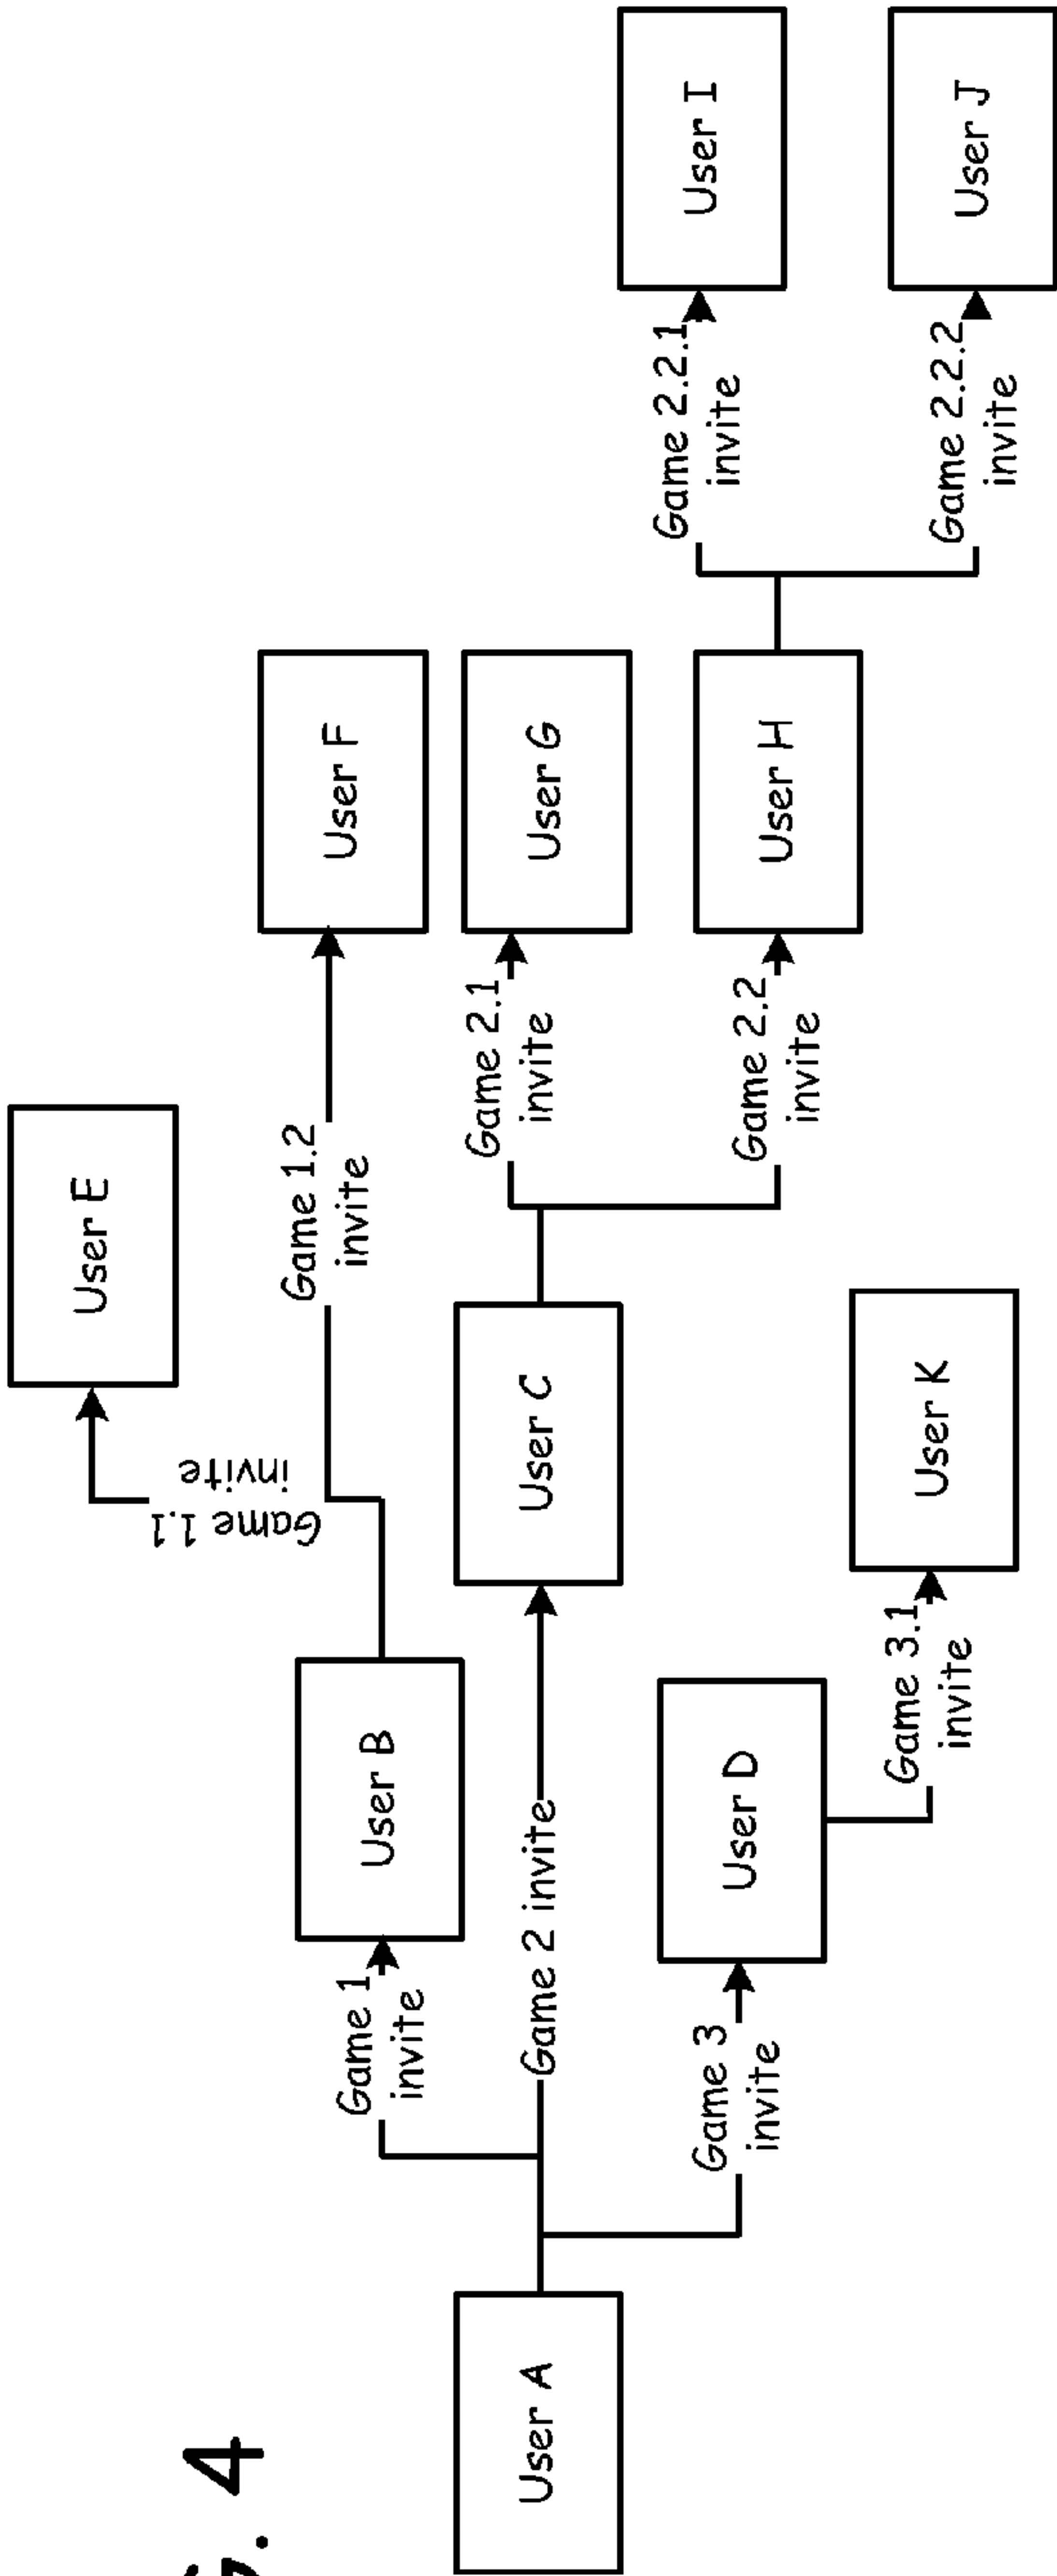 G. 4
User A
Game 1
invite
Game 2 invite
Game 3
invite
User B
User C
User D
Game 1.1
invite
Game 1.2
invite
Game 2.1
invite
Game 2.2
invite
Game 3.1
invite
User E
User F
User G
User H
User K
Game 2.2.1
invite
Game 2.2.2
invite
User I
User J